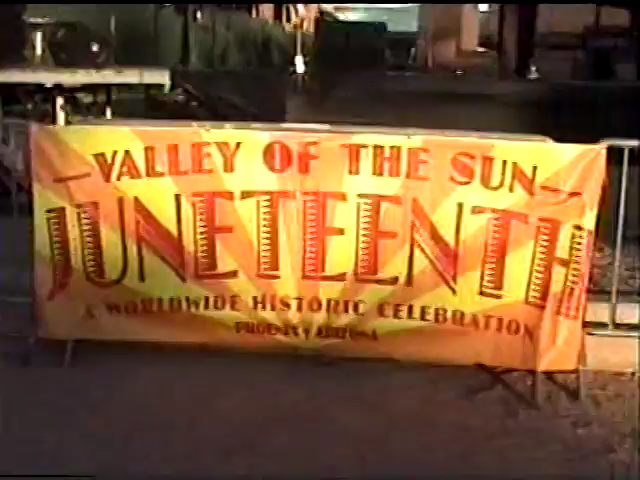 VALLEY OF THE SUN
JUNETEENTH
A WORLDWIDE HISTORIC CELEBRATION
PHOENIX, ARIZONA